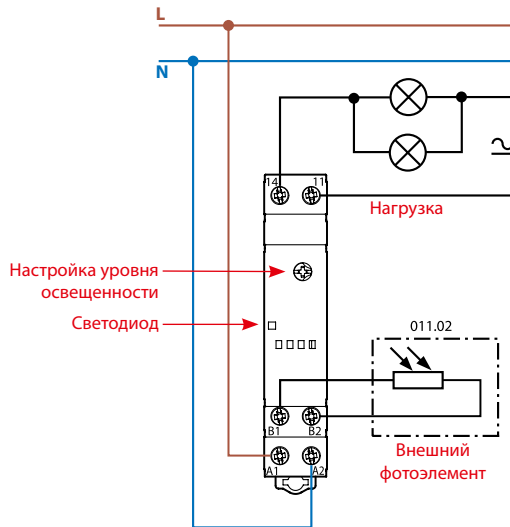 L
N
14 11
Нагрузка
Настройка уровня
освещенности
Светодиод
011.02
B1 B2
A1 A2
Внешний
фотоэлемент